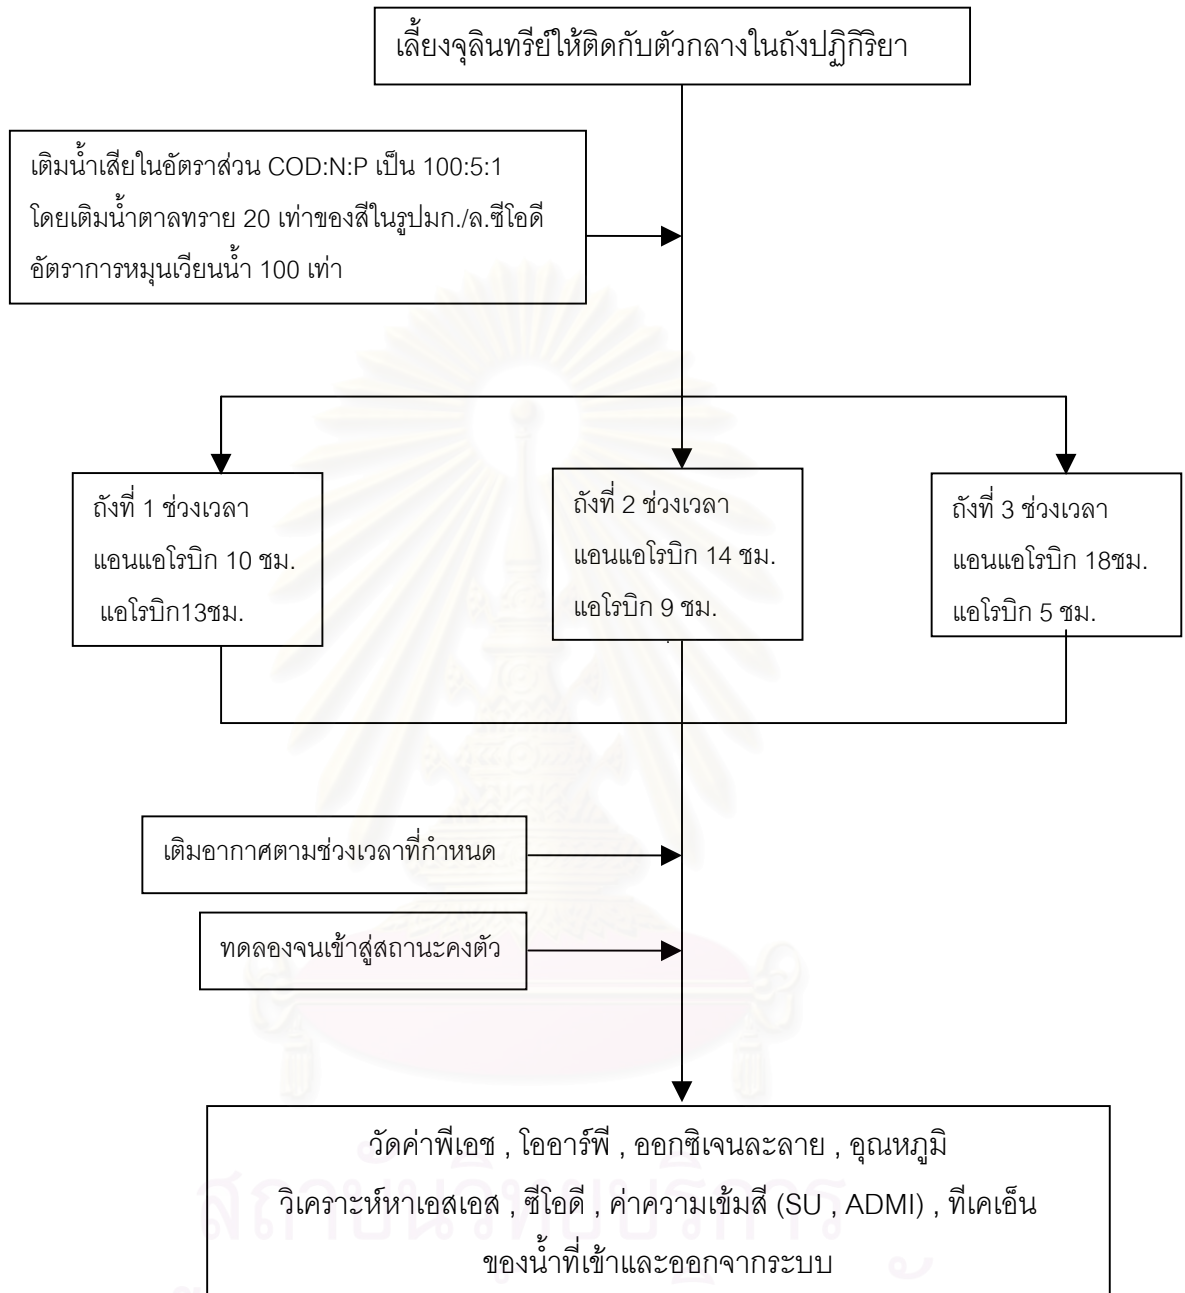 เลี้ยงจุลินทรีย์ให้ติดกับตัวกลางในถังปฏิกิริยา
เติมน้ำเสียในอัตราส่วน COD:N:P เป็น 100:5:1
โดยเติมน้ำตาลทราย 20 เท่าของสีในรูปมก./ล.ซีโอดี
อัตราการหมุนเวียนน้ำ 100 เท่า
ถังที่ 1 ช่วงเวลา
แอนแอโรบิก 10 ชม.
แอโรบิก13ชม.
ถังที่ 2 ช่วงเวลา
แอนแอโรบิก 14 ชม.
แอโรบิก 9 ชม.
ถังที่ 3 ช่วงเวลา
แอนแอโรบิก 18ชม.
แอโรบิก 5 ชม.
เติมอากาศตามช่วงเวลาที่กำหนด
ทดลองจนเข้าสู่สถานะคงตัว
วัดค่าพีเอช , โออาร์พี , ออกซิเจนละลาย , อุณหภูมิ
วิเคราะห์หาเอสเอส , ซีโอดี , ค่าความเข้มสี (SU , ADMI) , ทีเคเอ็น
ของน้ำที่เข้าและออกจากระบบ
สถาบันวิทยบริการ